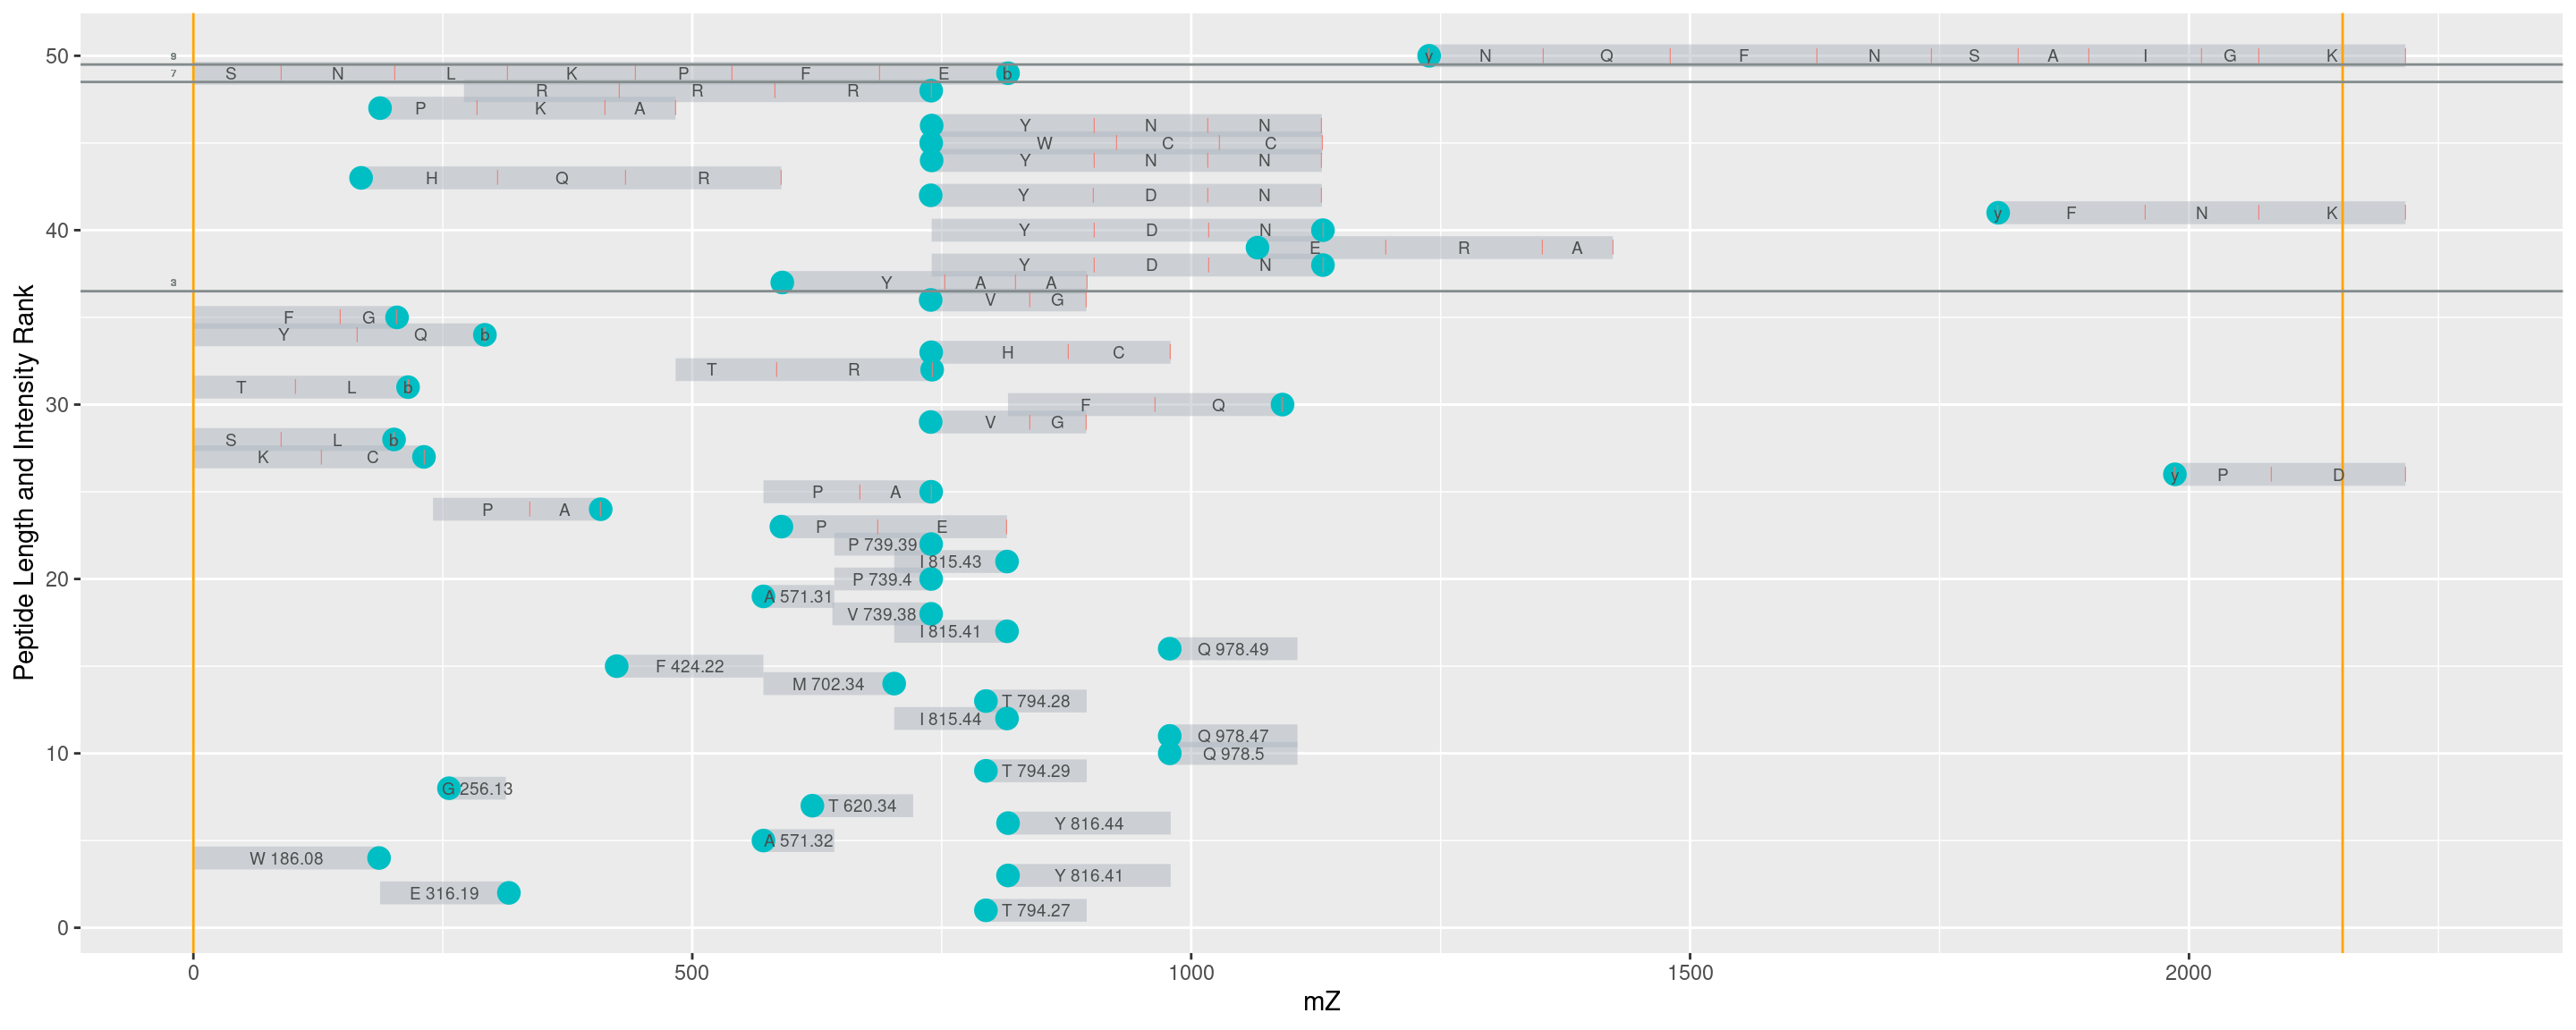 50
9
y N Q F N S A I G K
7
S N L K P F E b
R R R
P K A
Y N N
W C C
Y N N
H Q R
Y D N
y F N K
40
Y D N
E R A
Y D N
3
Y A A
V G
F G
Y Q b
H C
T R
T L b
30
F Q
V G
S L b
K C
y P D
P A
P A
P E
P 739.39
I 815.43
20
P 739.4
A 571.31
V 739.38
I 815.41
Q 978.49
F 424.22
M 702.34
T 794.28
I 815.44
Q 978.47
10
Q 978.5
T 794.29
G 256.13
T 620.34
Y 816.44
A 571.32
W 186.08
Y 816.41
E 316.19
T 794.27
0
0 500 1000 1500 2000
mZ
Peptide Length and Intensity Rank